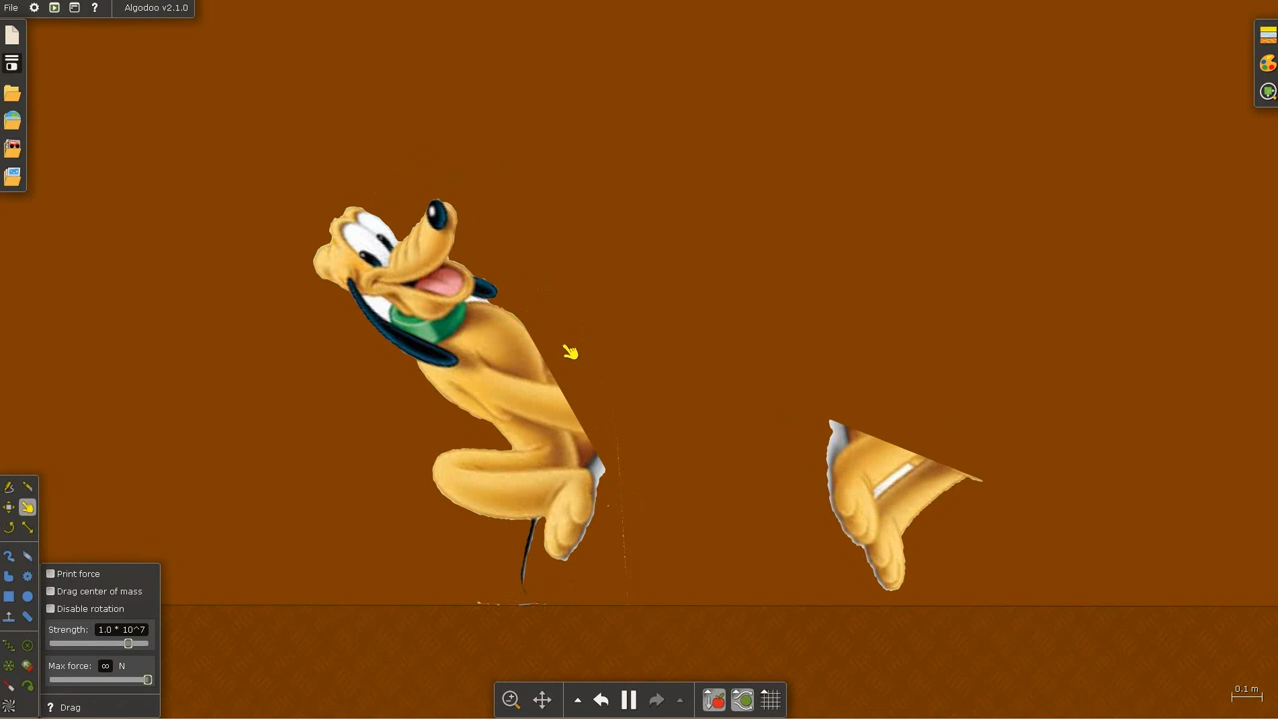 File ? Algodoo v2.1.0
Print force
Drag center of mass
Disable rotation
Strength: 1.0 * 10^7
Max force: ∞ N
? Drag
0.1 m